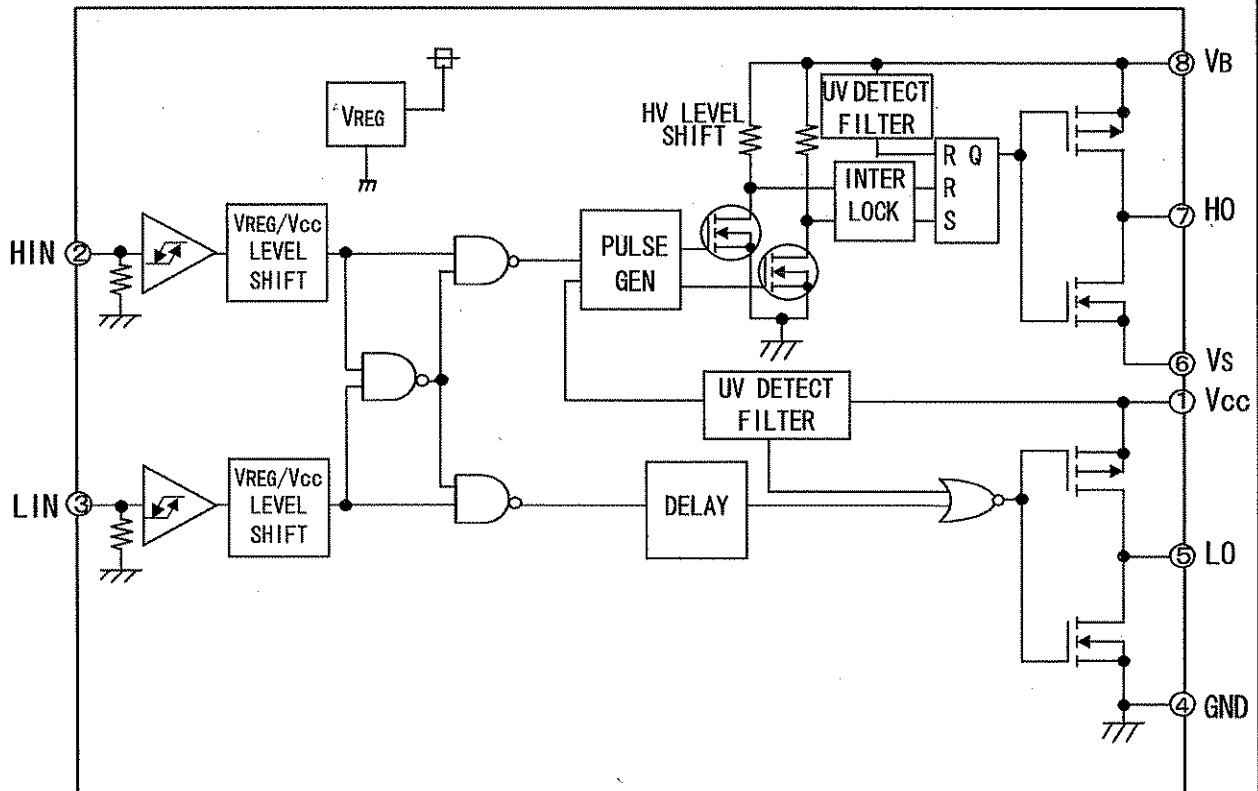 ⑧ VB
VREG
HV LEVEL
SHIFT
UV DETECT
FILTER
R Q
R
S
INTER
LOCK
⑦ HO
HIN ②
VREG/Vcc
LEVEL
SHIFT
PULSE
GEN
⑥ VS
① Vcc
UV DETECT
FILTER
LIN ③
VREG/Vcc
LEVEL
SHIFT
DELAY
⑤ LO
④ GND